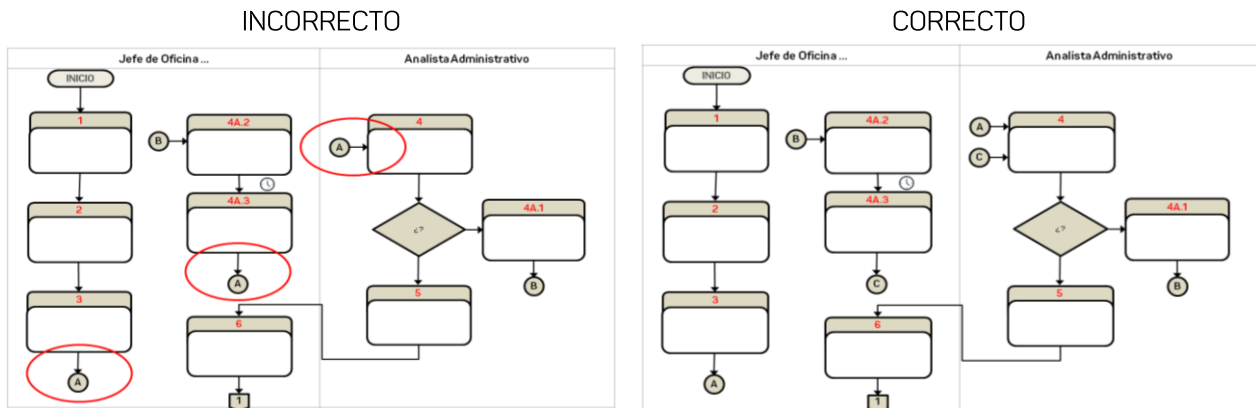 INCORRECTO
Jefe de Oficina ...
Analista Administrativo
INICIO
1
4A.2
4
B
A
4A.3
2
4A.1
¿?
A
B
3
5
6
A
1
CORRECTO
Jefe de Oficina ...
Analista Administrativo
INICIO
1
4A.2
4
A
B
C
4A.3
2
4A.1
¿?
C
B
3
5
6
A
1